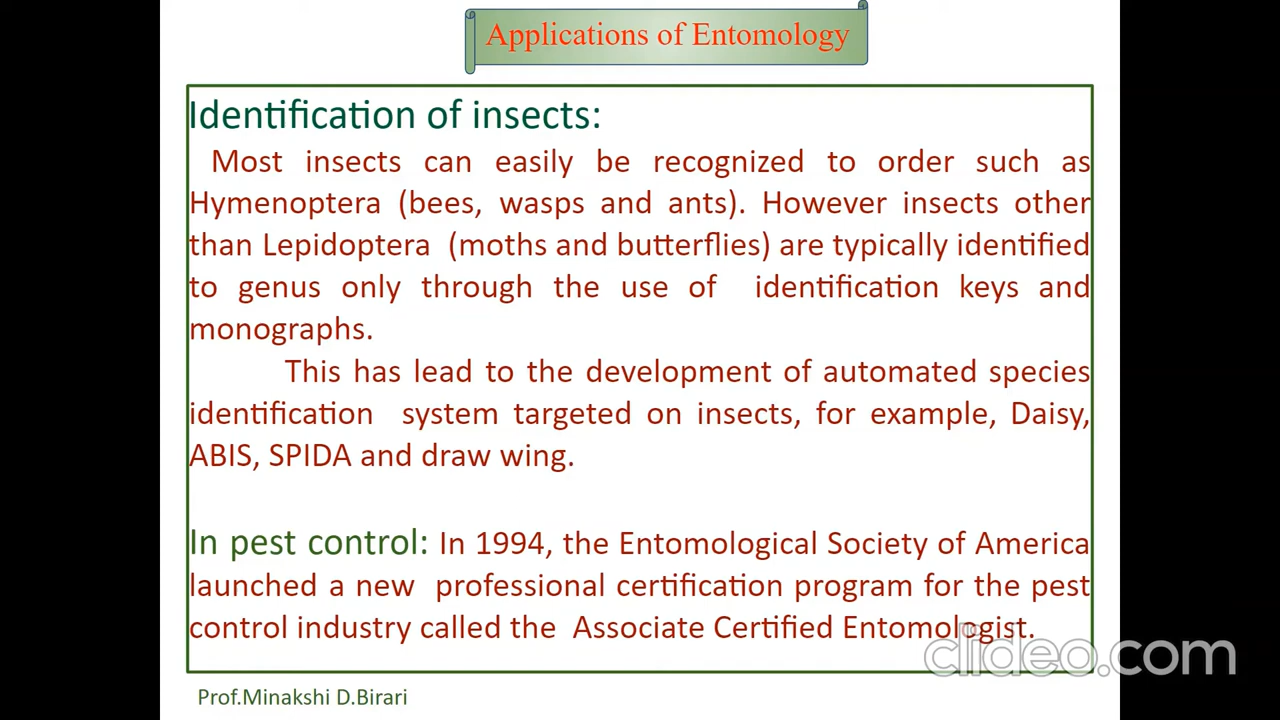 Applications of Entomology
Identification of insects:
Most insects can easily be recognized to order such as
Hymenoptera (bees, wasps and ants). However insects other
than Lepidoptera (moths and butterflies) are typically identified
to genus only through the use of identification keys and
monographs.
This has lead to the development of automated species
identification system targeted on insects, for example, Daisy,
ABIS, SPIDA and draw wing.
In pest control: In 1994, the Entomological Society of America
launched a new professional certification program for the pest
control industry called the Associate Certified Entomologist.
clideo.com
Prof.Minakshi D.Birari